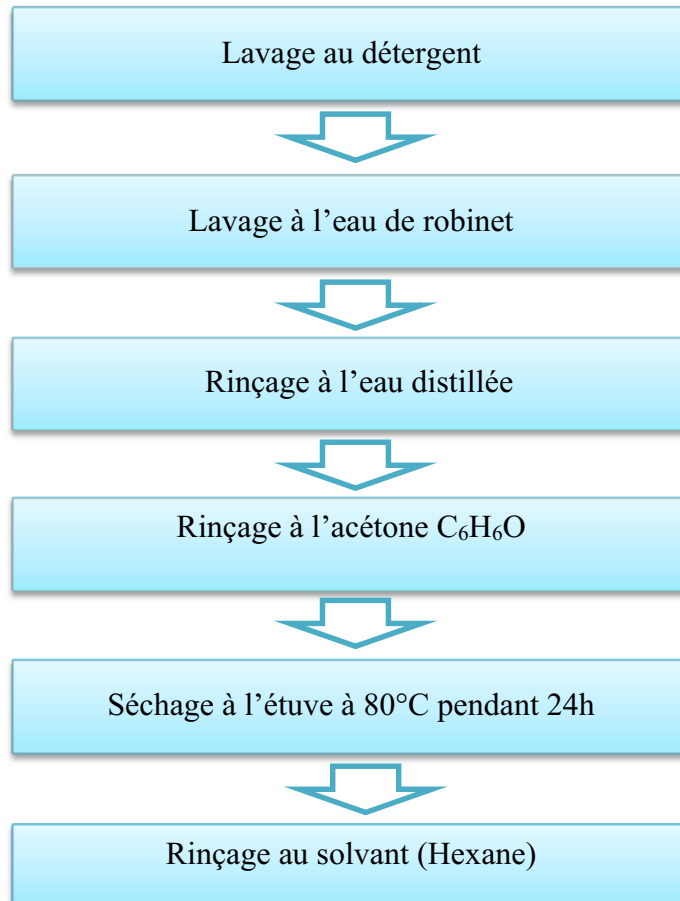 Lavage au détergent
Lavage à l’eau de robinet
Rinçage à l’eau distillée
Rinçage à l’acétone C₆H₆O
Séchage à l’étuve à 80°C pendant 24h
Rinçage au solvant (Hexane)